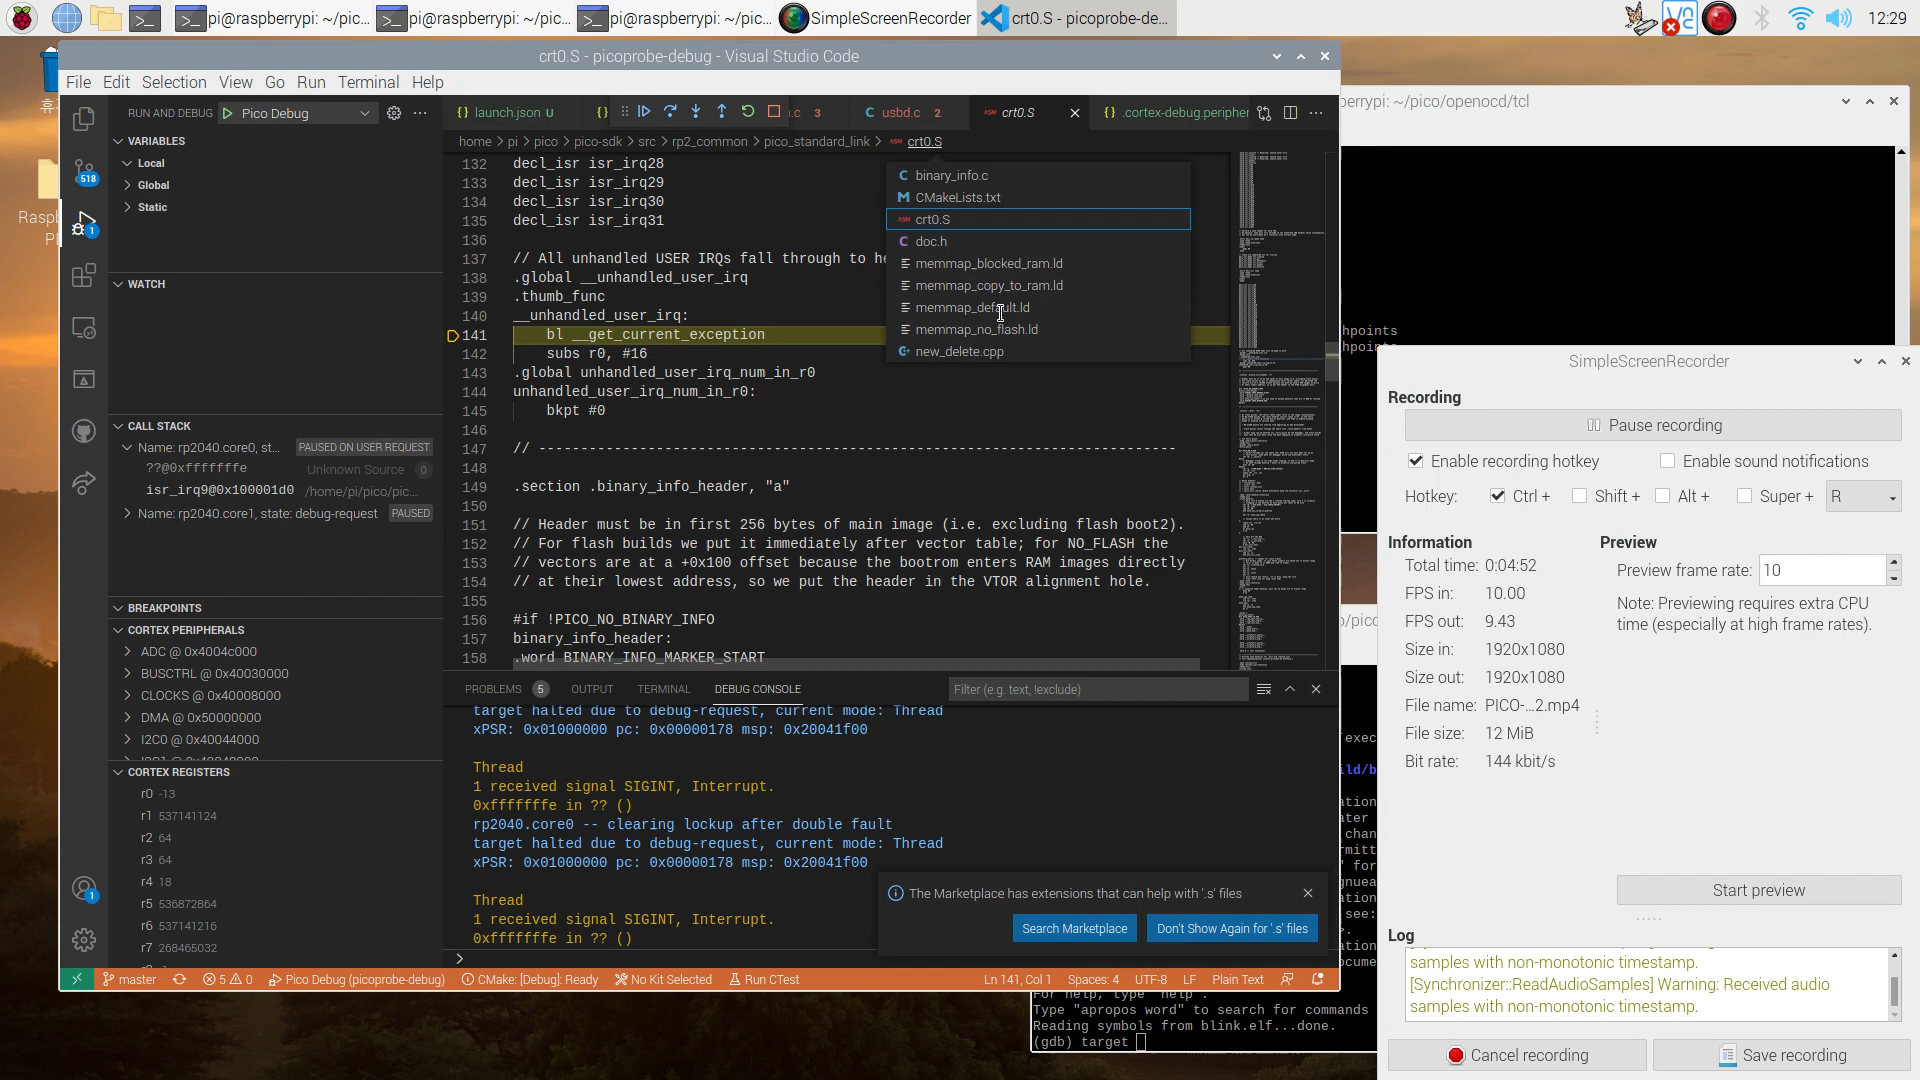 pi@raspberrypi: ~/pic...
pi@raspberrypi: ~/pic...
pi@raspberrypi: ~/pic...
SimpleScreenRecorder
crt0.S - picoprobe-de...
12:29
crt0.S - picoprobe-debug - Visual Studio Code
File Edit Selection View Go Run Terminal Help
RUN AND DEBUG
Pico Debug
launch.json U
.c 3
usbd.c 2
crt0.S
.cortex-debug.peripher
home > pi > pico > pico-sdk > src > rp2_common > pico_standard_link > crt0.S
VARIABLES
Local
Global
Static
WATCH
CALL STACK
Name: rp2040.core0, st... PAUSED ON USER REQUEST
??@0xfffffffe Unknown Source 0
isr_irq9@0x100001d0 /home/pi/pico/pic...
Name: rp2040.core1, state: debug-request PAUSED
BREAKPOINTS
CORTEX PERIPHERALS
ADC @ 0x4004c000
BUSCTRL @ 0x40030000
CLOCKS @ 0x40008000
DMA @ 0x50000000
I2C0 @ 0x40044000
CORTEX REGISTERS
r0 -13
r1 537141124
r2 64
r3 64
r4 18
r5 536872864
r6 537141216
r7 268465032
518
1
1
132 decl_isr isr_irq28
133 decl_isr isr_irq29
134 decl_isr isr_irq30
135 decl_isr isr_irq31
136
137 // All unhandled USER IRQs fall through to he
138 .global __unhandled_user_irq
139 .thumb_func
140 __unhandled_user_irq:
141 bl __get_current_exception
142 subs r0, #16
143 .global unhandled_user_irq_num_in_r0
144 unhandled_user_irq_num_in_r0:
145 bkpt #0
146
147 // ----------------------------------------------------------------------------
148
149 .section .binary_info_header, "a"
150
151 // Header must be in first 256 bytes of main image (i.e. excluding flash boot2).
152 // For flash builds we put it immediately after vector table; for NO_FLASH the
153 // vectors are at a +0x100 offset because the bootrom enters RAM images directly
154 // at their lowest address, so we put the header in the VTOR alignment hole.
155
156 #if !PICO_NO_BINARY_INFO
157 binary_info_header:
158 .word BINARY_INFO_MARKER_START
binary_info.c
CMakeLists.txt
crt0.S
doc.h
memmap_blocked_ram.ld
memmap_copy_to_ram.ld
memmap_default.ld
memmap_no_flash.ld
new_delete.cpp
PROBLEMS 5 OUTPUT TERMINAL DEBUG CONSOLE
Filter (e.g. text, !exclude)
target halted due to debug-request, current mode: Thread
xPSR: 0x01000000 pc: 0x00000178 msp: 0x20041f00
Thread
1 received signal SIGINT, Interrupt.
0xfffffffe in ?? ()
rp2040.core0 -- clearing lockup after double fault
target halted due to debug-request, current mode: Thread
xPSR: 0x01000000 pc: 0x00000178 msp: 0x20041f00
Thread
1 received signal SIGINT, Interrupt.
0xfffffffe in ?? ()
The Marketplace has extensions that can help with '.s' files
Search Marketplace
Don't Show Again for '.s' files
master
5 0
Pico Debug (picoprobe-debug)
CMake: [Debug]: Ready
No Kit Selected
Run CTest
Ln 141, Col 1
Spaces: 4
UTF-8
LF
Plain Text
berrypi: ~/pico/openocd/tcl
hpoints
hpoints
For help, type "help".
Type "apropos word" to search for commands
Reading symbols from blink.elf...done.
(gdb) target
SimpleScreenRecorder
Recording
Pause recording
Enable recording hotkey
Enable sound notifications
Hotkey: Ctrl + Shift + Alt + Super + R
Information
Total time: 0:04:52
FPS in: 10.00
FPS out: 9.43
Size in: 1920x1080
Size out: 1920x1080
File name: PICO-...2.mp4
File size: 12 MiB
Bit rate: 144 kbit/s
Preview
Preview frame rate: 10
Note: Previewing requires extra CPU
time (especially at high frame rates).
Start preview
Log
samples with non-monotonic timestamp.
[Synchronizer::ReadAudioSamples] Warning: Received audio
samples with non-monotonic timestamp.
Cancel recording
Save recording